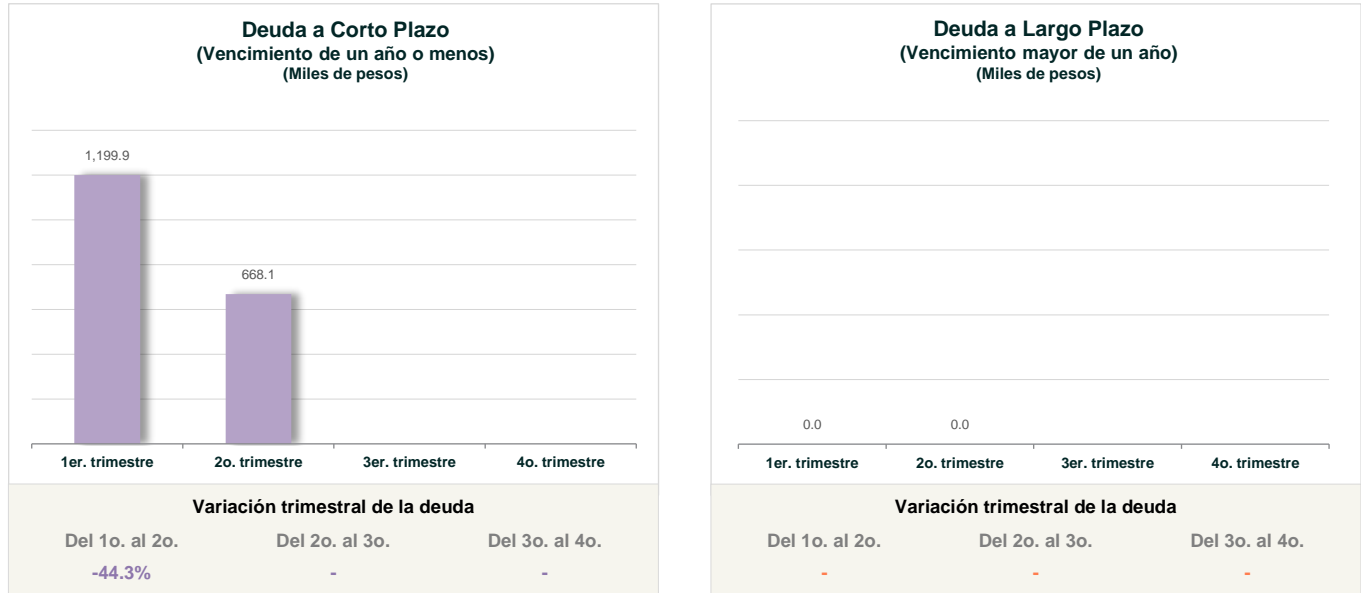 Deuda a Corto Plazo
(Vencimiento de un año o menos)
(Miles de pesos)
1,199.9
668.1
1er. trimestre 2o. trimestre 3er. trimestre 4o. trimestre
Variación trimestral de la deuda
Del 1o. al 2o. Del 2o. al 3o. Del 3o. al 4o.
-44.3% - -
Deuda a Largo Plazo
(Vencimiento mayor de un año)
(Miles de pesos)
0.0 0.0
1er. trimestre 2o. trimestre 3er. trimestre 4o. trimestre
Variación trimestral de la deuda
Del 1o. al 2o. Del 2o. al 3o. Del 3o. al 4o.
- - -